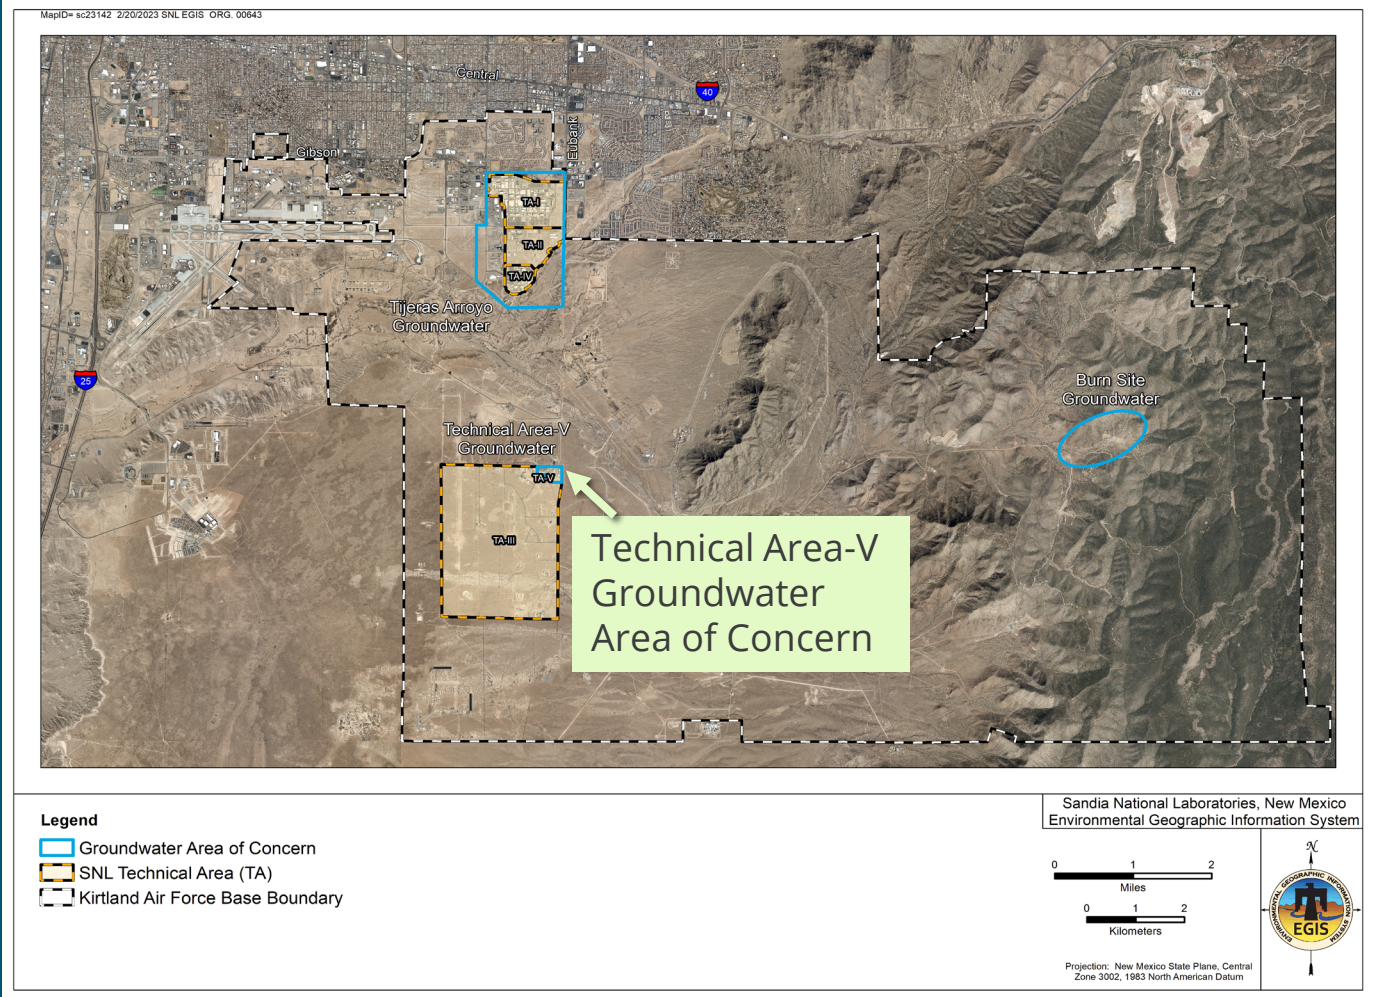 MapID= sc23142 2/20/2023 SNL EGIS ORG. 00643
Central
40
Eubank
Gibson
TA-I
TA-II
TA-IV
Tijeras Arroyo
Groundwater
25
Burn Site
Groundwater
Technical Area-V
Groundwater
TA-V
TA-III
Technical Area-V
Groundwater
Area of Concern
Legend
Groundwater Area of Concern
SNL Technical Area (TA)
Kirtland Air Force Base Boundary
Sandia National Laboratories, New Mexico
Environmental Geographic Information System
0 1 2
Miles
0 1 2
Kilometers
Projection: New Mexico State Plane, Central
Zone 3002, 1983 North American Datum
N
ENVIRONMENTAL GEOGRAPHIC INFORMATION SYSTEM
EGIS